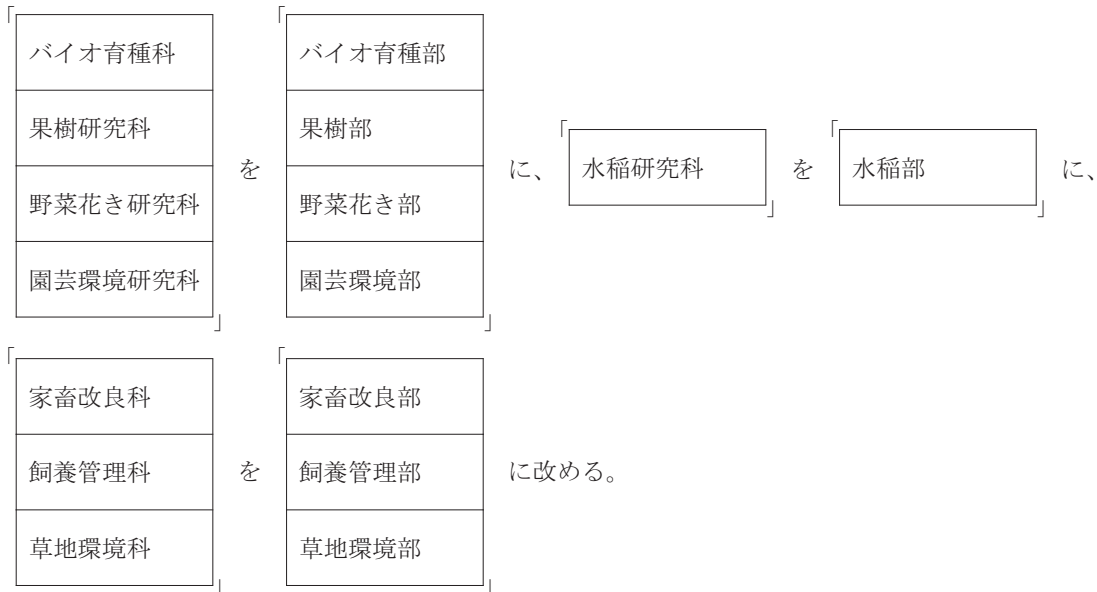 「バイオ育種科
果樹研究科
野菜花き研究科
園芸環境研究科」
を
「バイオ育種部
果樹部
野菜花き部
園芸環境部」
に、
「水稲研究科」
を
「水稲部」
に、
「家畜改良科
飼養管理科
草地環境科」
を
「家畜改良部
飼養管理部
草地環境部」
に改める。